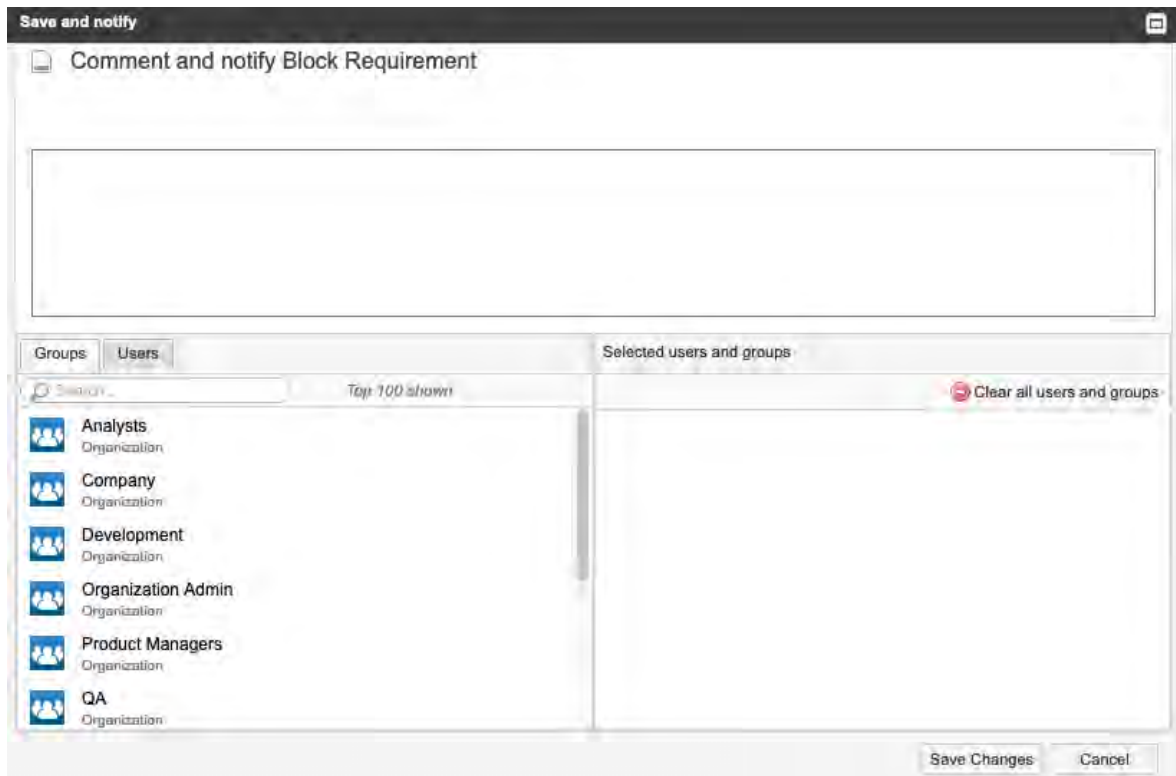 Save and notify
Comment and notify Block Requirement
Groups
Users
Selected users and groups
Search...
Top 100 shown
Clear all users and groups
Analysts
Organization
Company
Organization
Development
Organization
Organization Admin
Organization
Product Managers
Organization
QA
Organization
Save Changes
Cancel